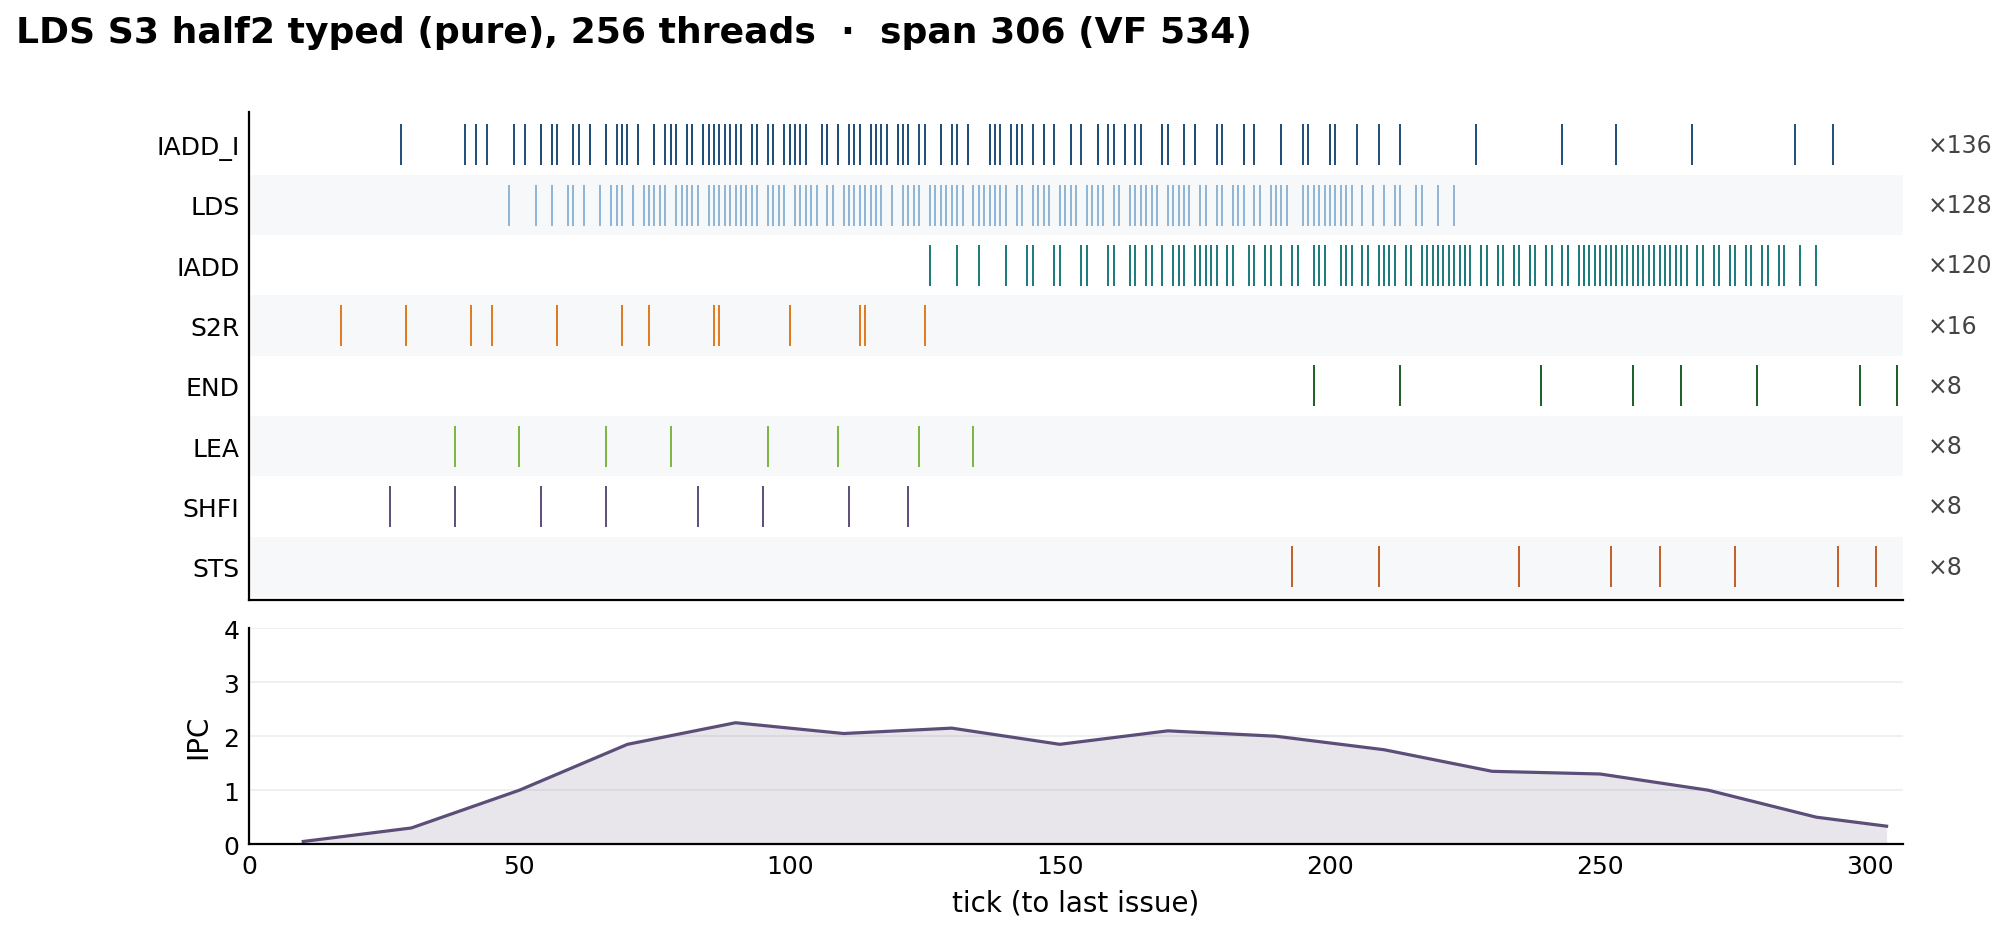 LDS S3 half2 typed (pure), 256 threads · span 306 (VF 534)
IADD_I ×136
LDS ×128
IADD ×120
S2R ×16
END ×8
LEA ×8
SHFI ×8
STS ×8
4
3
2
1
0
IPC
0 50 100 150 200 250 300
tick (to last issue)